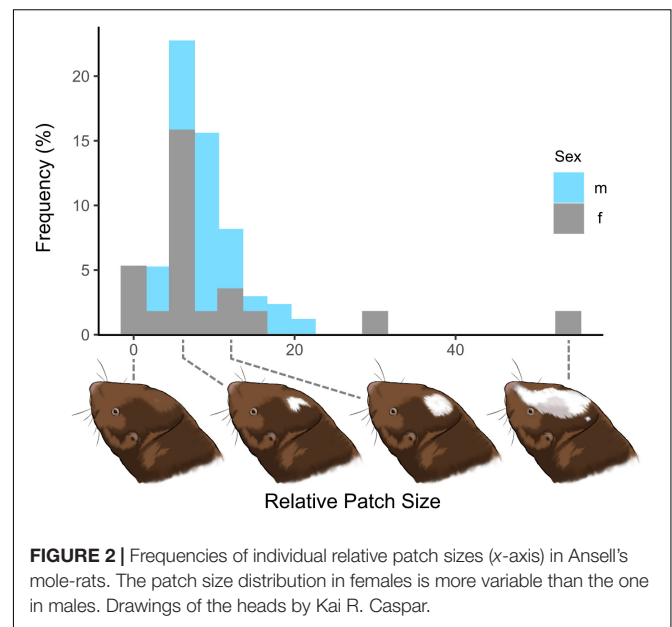 20
15
10
5
0
Frequency (%)
Sex
m
f
0
20
40
Relative Patch Size
FIGURE 2 | Frequencies of individual relative patch sizes (x-axis) in Ansell's
mole-rats. The patch size distribution in females is more variable than the one
in males. Drawings of the heads by Kai R. Caspar.